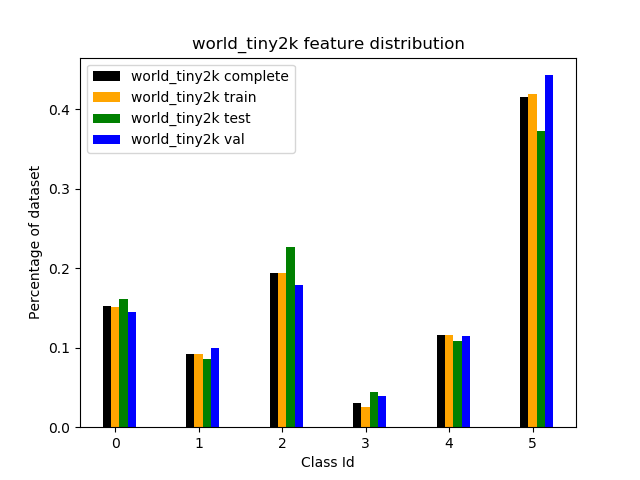 world_tiny2k feature distribution
world_tiny2k complete
world_tiny2k train
world_tiny2k test
world_tiny2k val
Percentage of dataset
0.4
0.3
0.2
0.1
0.0
0 1 2 3 4 5
Class Id